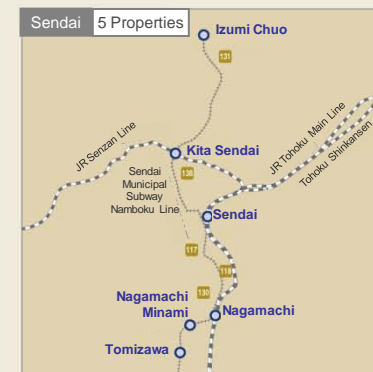 Sendai 5 Properties
Izumi Chuo
131
JR Senzan Line
Kita Sendai
JR Tohoku Main Line
Tohoku Shinkansen
138
Sendai
Municipal
Subway
Namboku Line
Sendai
117
118
130
Nagamachi
Minami
Nagamachi
Tomizawa